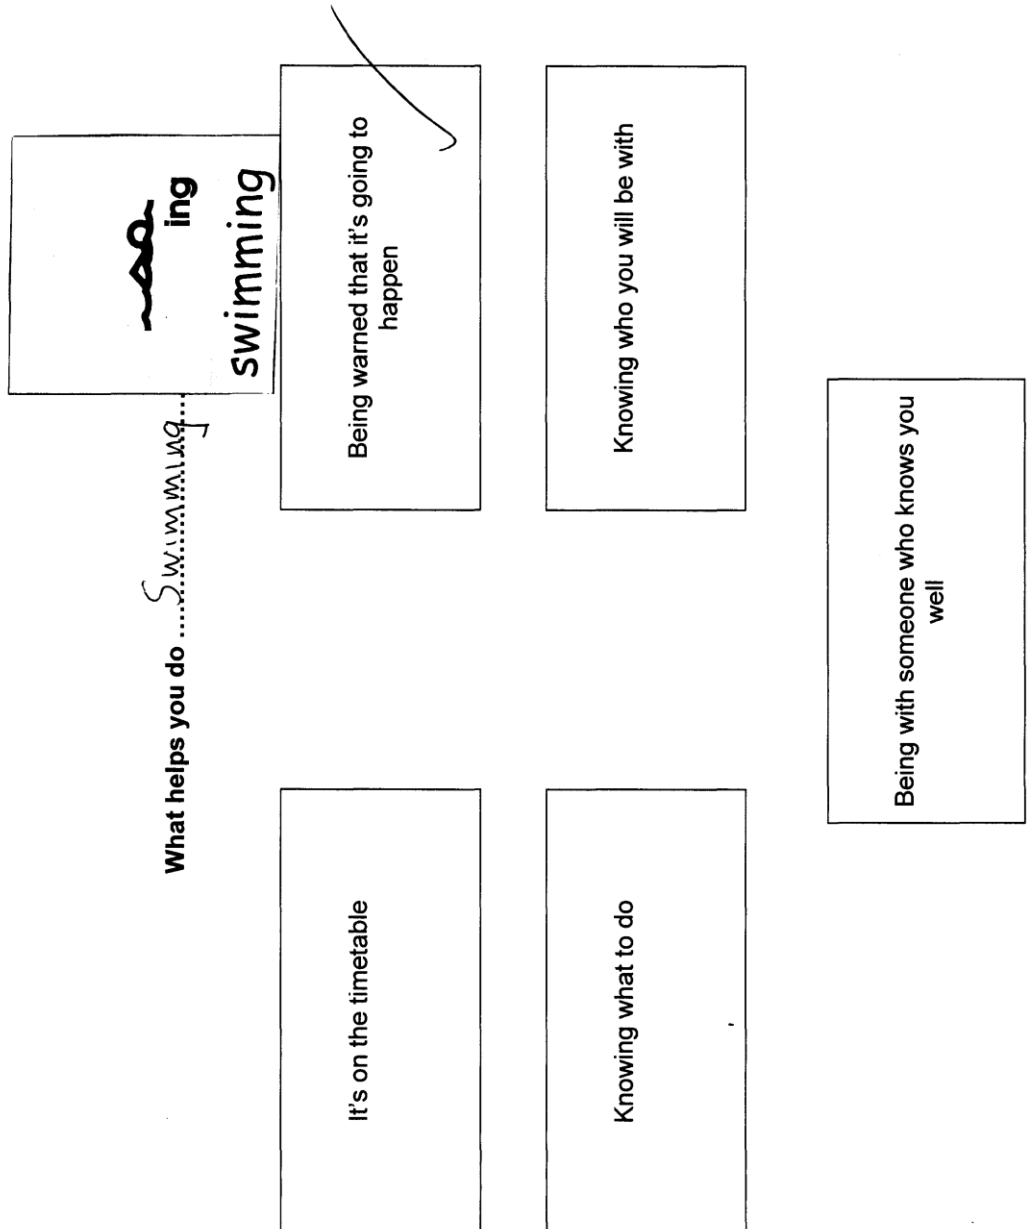 What helps you do ....Swimming....
ing
swimming
It's on the timetable
Being warned that it's going to
happen
Knowing what to do
Knowing who you will be with
Being with someone who knows you
well